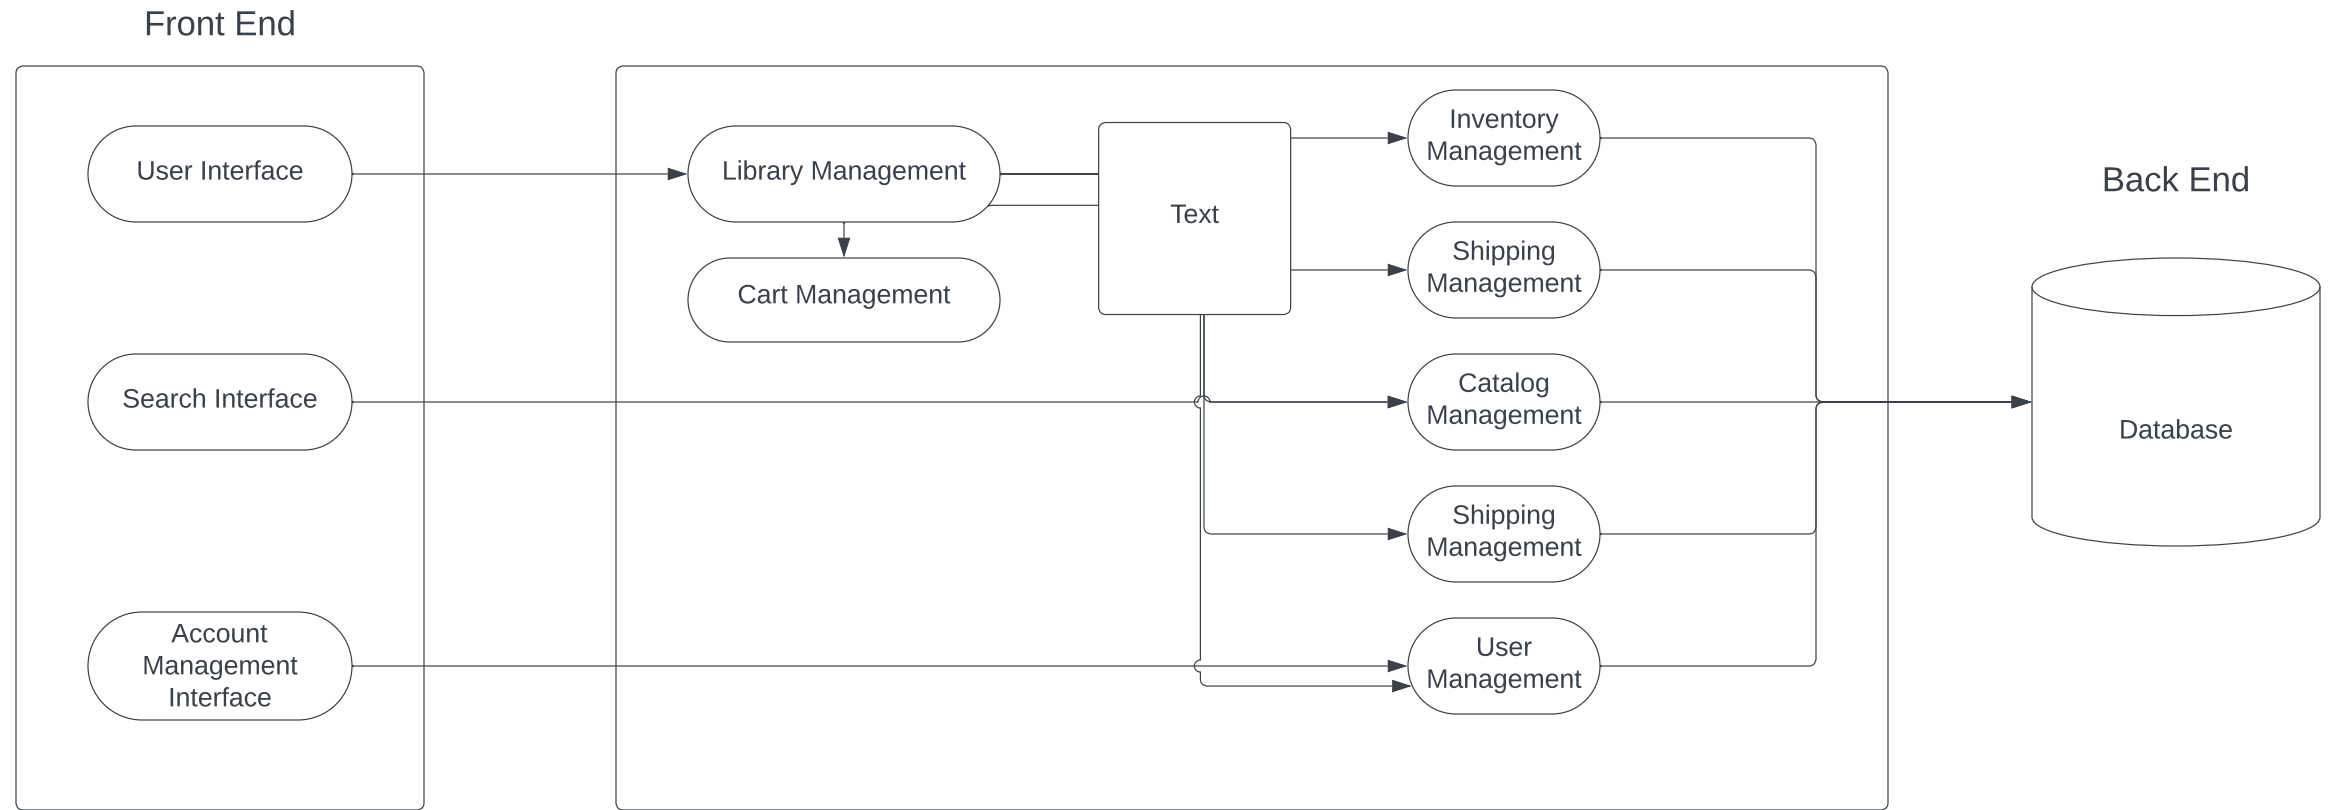 Front End
User Interface
Search Interface
Account
Management
Interface
Library Management
Cart Management
Text
Inventory
Management
Shipping
Management
Catalog
Management
Shipping
Management
User
Management
Back End
Database